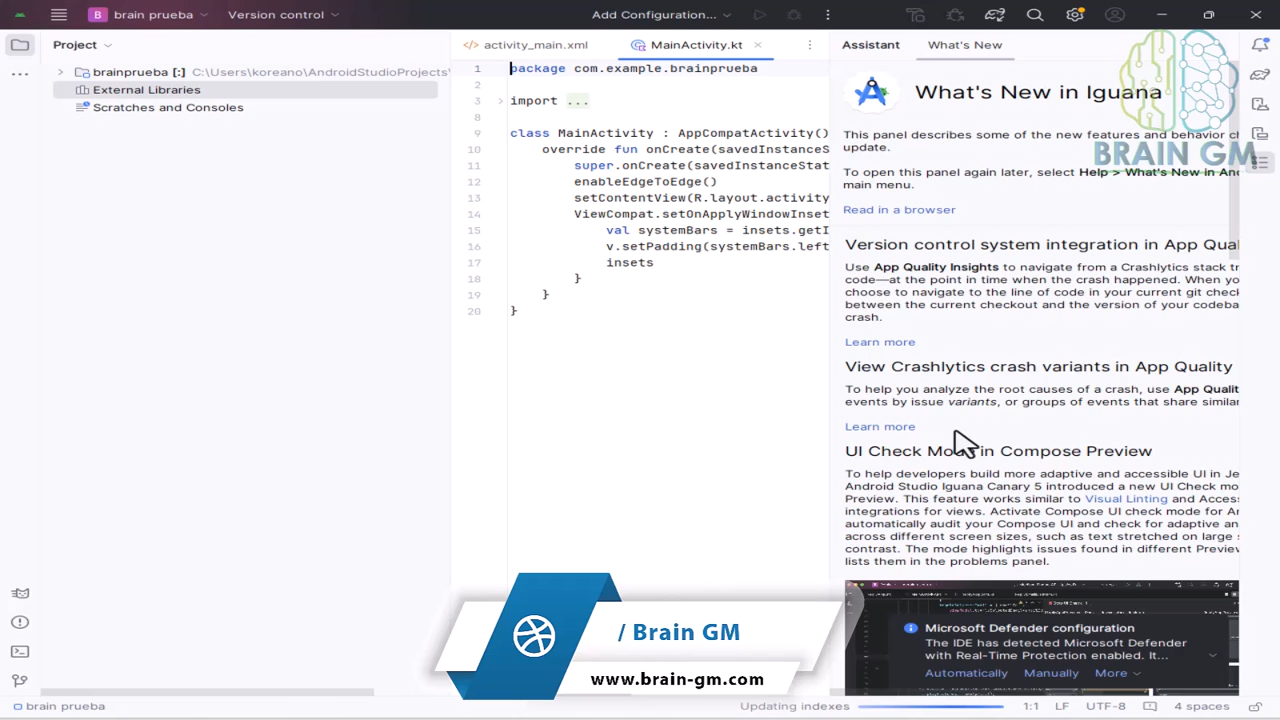 B brain prueba Version control Add Configuration...
Project
brainprueba [:] C:\Users\koreano\AndroidStudioProjects\
External Libraries
Scratches and Consoles
activity_main.xml MainActivity.kt
1 package com.example.brainprueba
2
3 import ...
8
9 class MainActivity : AppCompatActivity()
10 override fun onCreate(savedInstanceS
11 super.onCreate(savedInstanceStat
12 enableEdgeToEdge()
13 setContentView(R.layout.activity
14 ViewCompat.setOnApplyWindowInset
15 val systemBars = insets.getI
16 v.setPadding(systemBars.left
17 insets
18 }
19 }
20 }
Assistant What's New
What's New in Iguana
BRAIN GM
This panel describes some of the new features and behavior ch
update.
To open this panel again later, select Help > What's New in An
main menu.
Read in a browser
Version control system integration in App Qual
Use App Quality Insights to navigate from a Crashlytics stack tr
code—at the point in time when the crash happened. When yo
choose to navigate to the line of code in your current git check
between the current checkout and the version of your codeba
crash.
Learn more
View Crashlytics crash variants in App Quality
To help you analyze the root causes of a crash, use App Qualit
events by issue variants, or groups of events that share similar
Learn more
UI Check Mode in Compose Preview
To help developers build more adaptive and accessible UI in Je
Android Studio Iguana Canary 5 introduced a new UI Check mo
Preview. This feature works similar to Visual Linting and Acces
integrations for views. Activate Compose UI check mode for An
automatically audit your Compose UI and check for adaptive an
across different screen sizes, such as text stretched on large s
contrast. The mode highlights issues found in different Preview
lists them in the problems panel.
Microsoft Defender configuration
The IDE has detected Microsoft Defender
with Real-Time Protection enabled. It...
Automatically Manually More
/ Brain GM
www.brain-gm.com
brain prueba Updating indexes 1:1 LF UTF-8 4 spaces